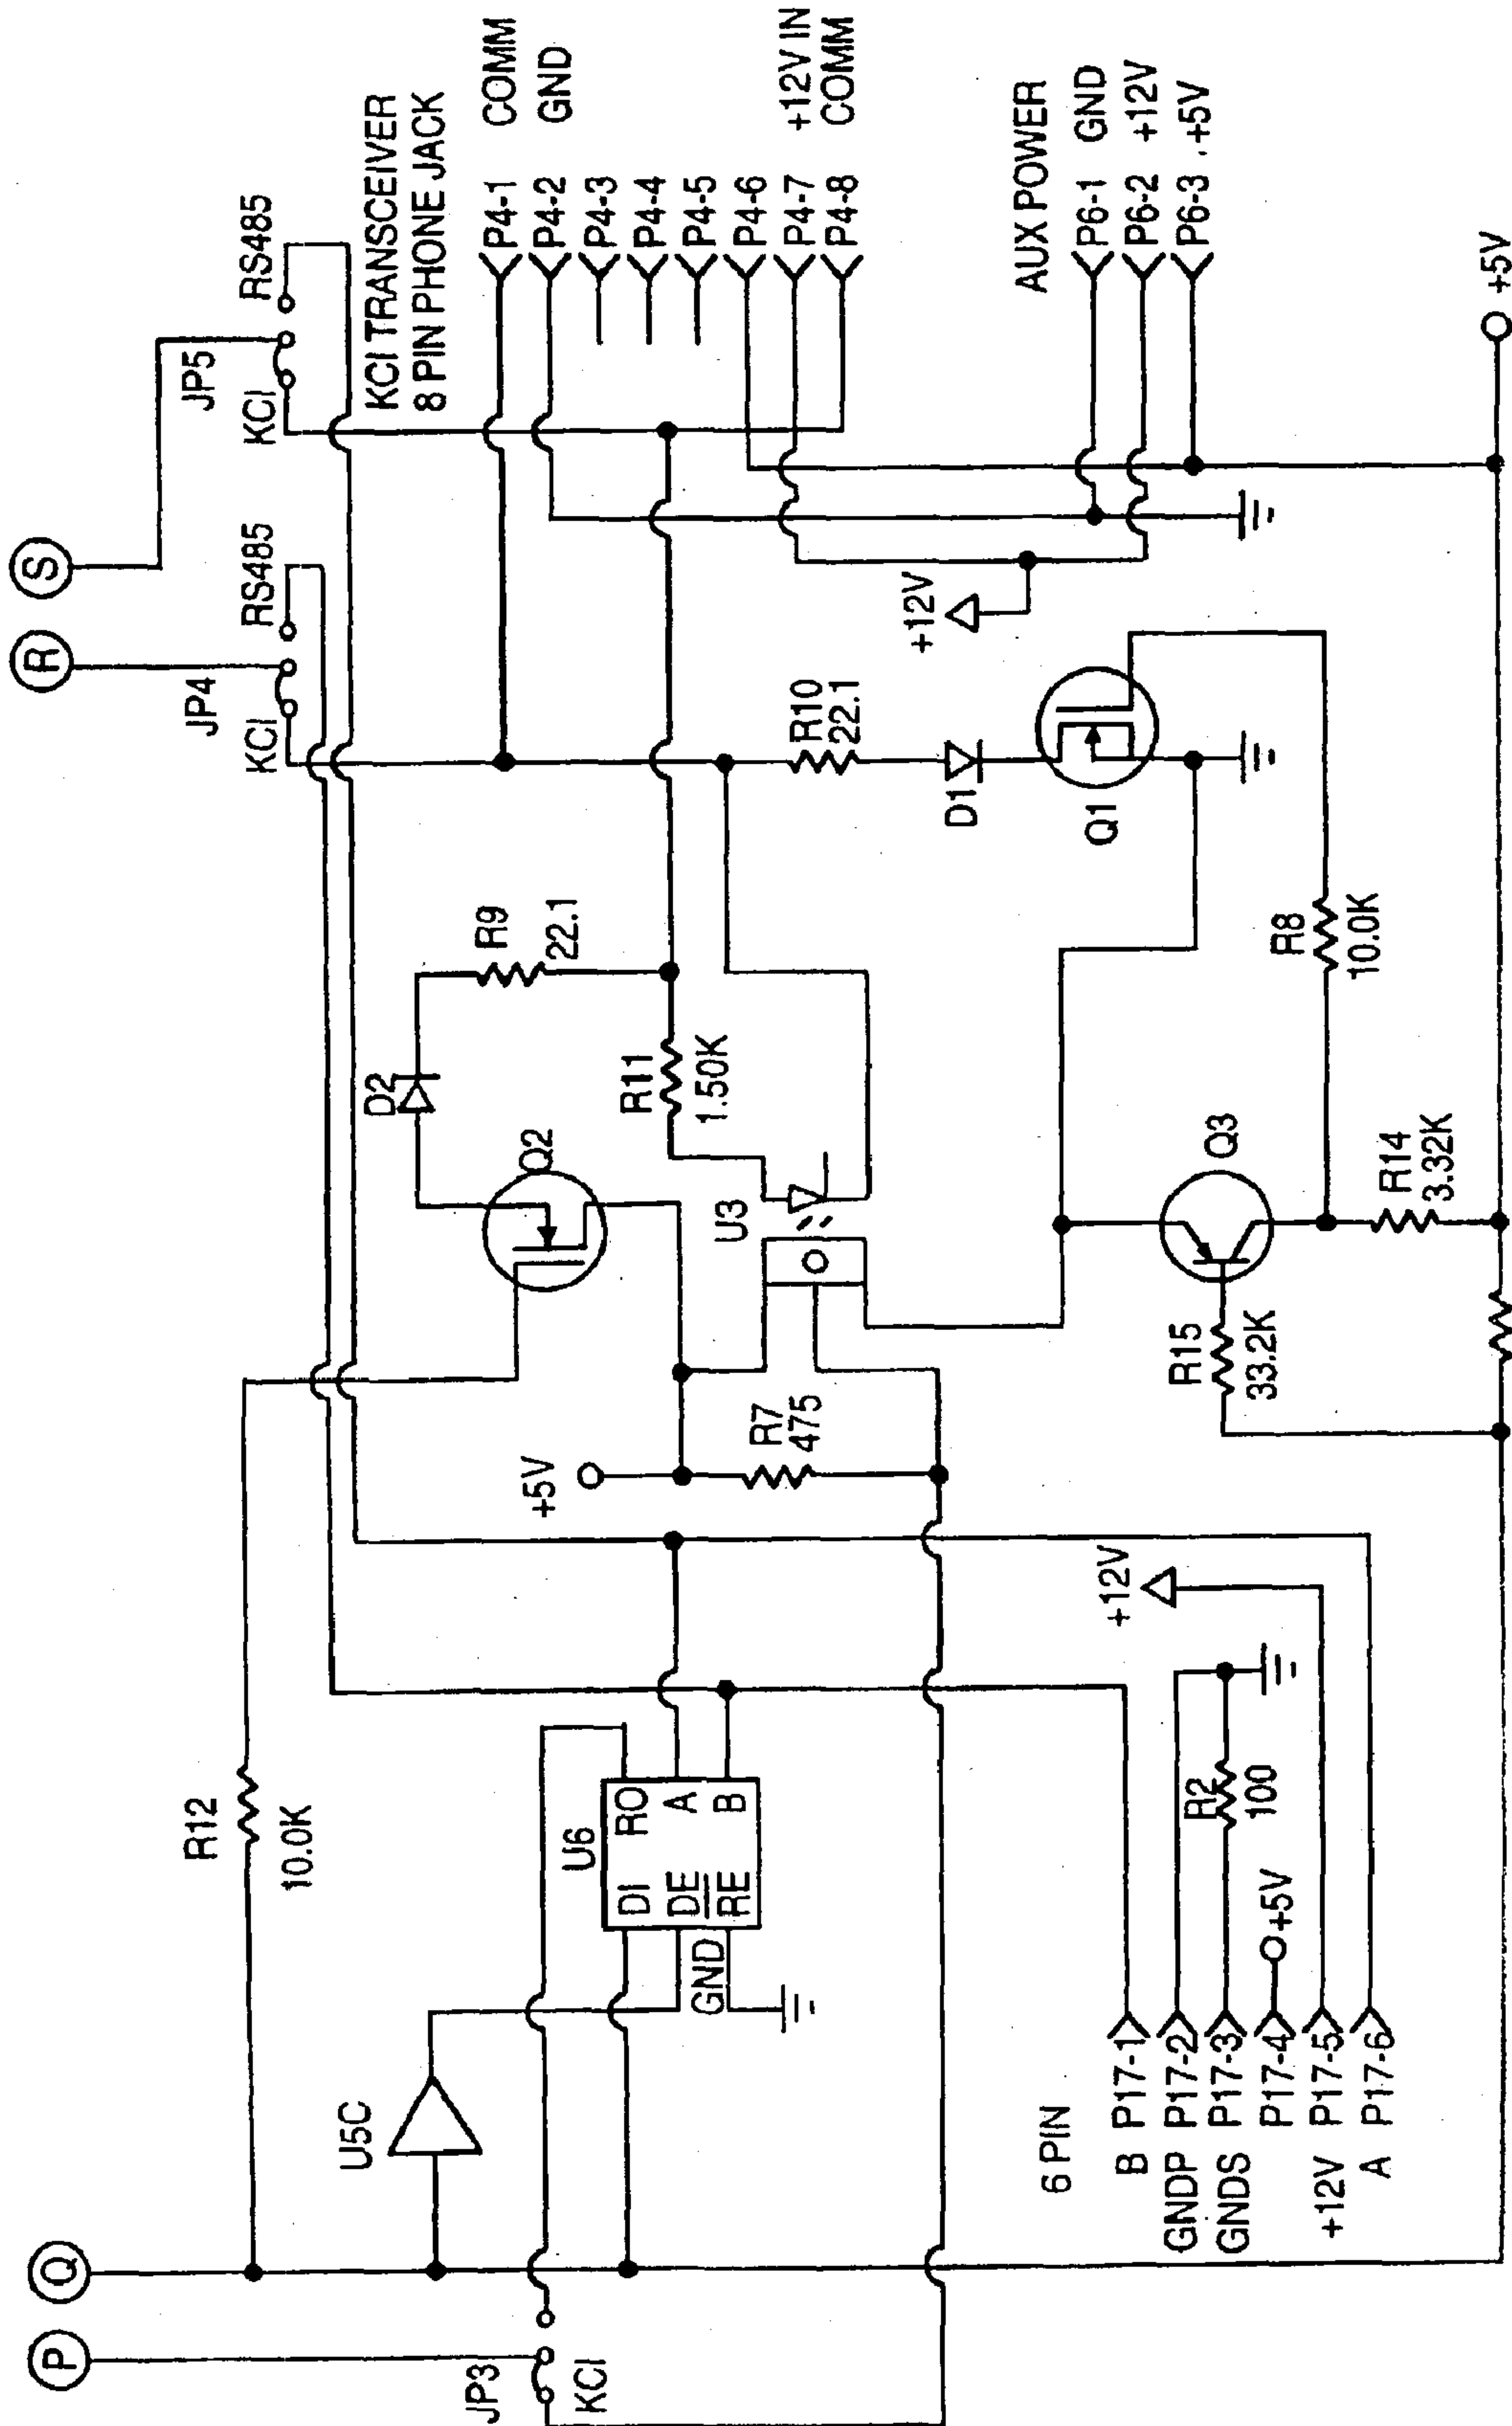 P
Q
R
S
JP3
KCI
U5C
R12
10.0K
U6
DI
DE
RE
RO
A
B
GND
JP4
KCI
RS485
JP5
KCI
RS485
KCI TRANSCEIVER
8 PIN PHONE JACK
P4-1 COMM
P4-2 GND
P4-3
P4-4
P4-5
P4-6
P4-7 +12V IN
P4-8 COMM
AUX POWER
P6-1 GND
P6-2 +12V
P6-3 +5V
D2
R9
22.1
Q2
R11
1.50K
U3
+5V
R7
475
R10
22.1
D1
Q1
+12V
R8
10.0K
Q3
R14
3.32K
R15
33.2K
+5V
6 PIN
B P17-1
GNDP P17-2
GNDS P17-3
P17-4
+12V P17-5
A P17-6
+5V
R2
100
+12V